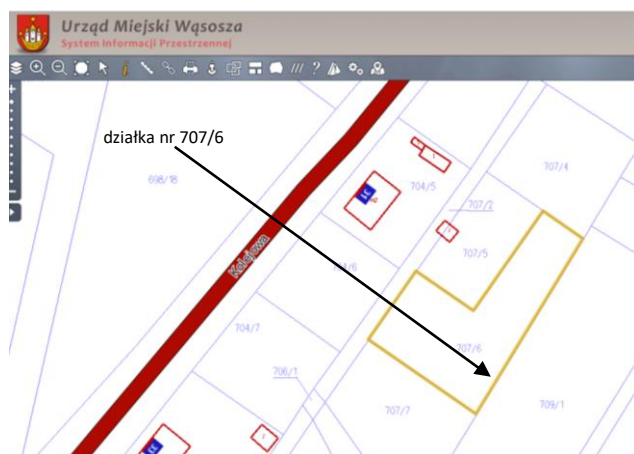 Urząd Miejski Wąsosza
System Informacji Przestrzennej
działka nr 707/6
698/18
704/5
707/4
707/2
707/5
Kolejowa
704/6
704/7
707/6
706/1
707/7
709/1